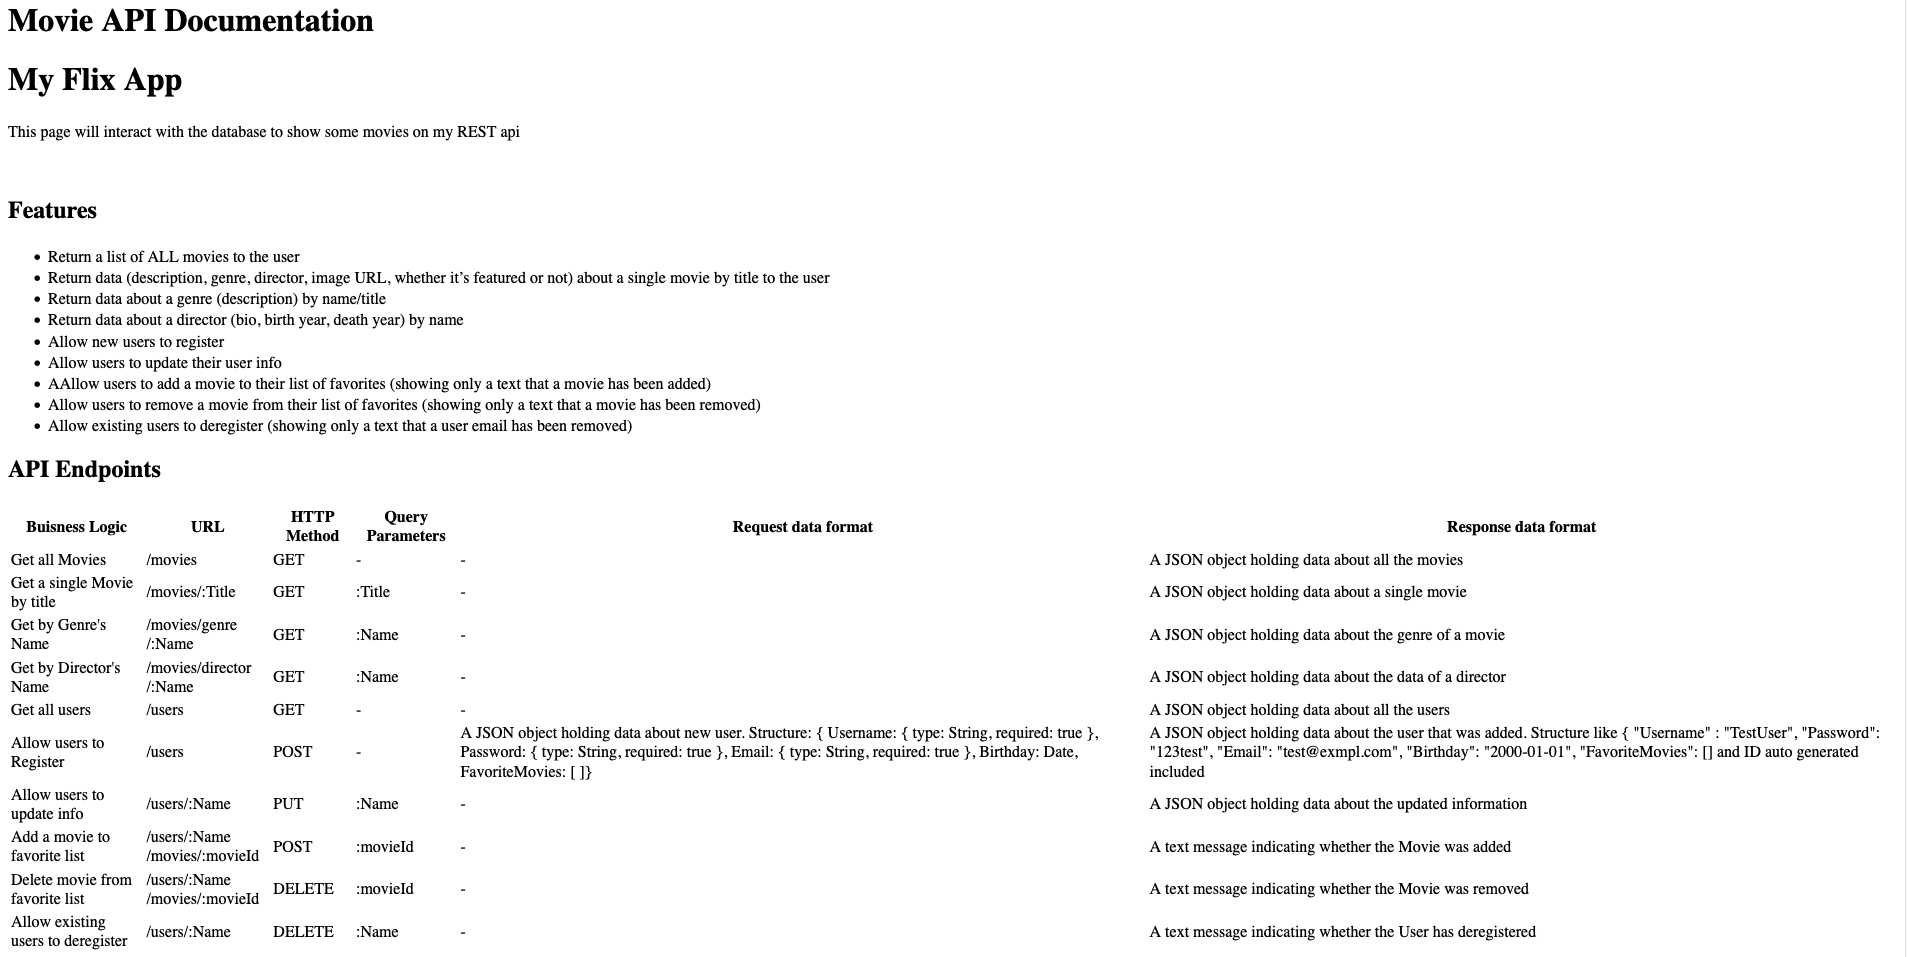 Movie API Documentation
My Flix App
This page will interact with the database to show some movies on my REST api
Features
• Return a list of ALL movies to the user
• Return data (description, genre, director, image URL, whether it’s featured or not) about a single movie by title to the user
• Return data about a genre (description) by name/title
• Return data about a director (bio, birth year, death year) by name
• Allow new users to register
• Allow users to update their user info
• AAllow users to add a movie to their list of favorites (showing only a text that a movie has been added)
• Allow users to remove a movie from their list of favorites (showing only a text that a movie has been removed)
• Allow existing users to deregister (showing only a text that a user email has been removed)
API Endpoints
Buisness Logic URL HTTP Method Query Parameters Request data format Response data format
Get all Movies /movies GET - - A JSON object holding data about all the movies
Get a single Movie by title /movies/:Title GET :Title - A JSON object holding data about a single movie
Get by Genre's Name /movies/genre /:Name GET :Name - A JSON object holding data about the genre of a movie
Get by Director's Name /movies/director /:Name GET :Name - A JSON object holding data about the data of a director
Get all users /users GET - - A JSON object holding data about all the users
Allow users to Register /users POST - A JSON object holding data about new user. Structure: { Username: { type: String, required: true }, Password: { type: String, required: true }, Email: { type: String, required: true }, Birthday: Date, FavoriteMovies: [ ]} A JSON object holding data about the user that was added. Structure like { "Username" : "TestUser", "Password": "123test", "Email": "test@exmpl.com", "Birthday": "2000-01-01", "FavoriteMovies": [] and ID auto generated included
Allow users to update info /users/:Name PUT :Name - A JSON object holding data about the updated information
Add a movie to favorite list /users/:Name /movies/:movieId POST :movieId - A text message indicating whether the Movie was added
Delete movie from favorite list /users/:Name /movies/:movieId DELETE :movieId - A text message indicating whether the Movie was removed
Allow existing users to deregister /users/:Name DELETE :Name - A text message indicating whether the User has deregistered